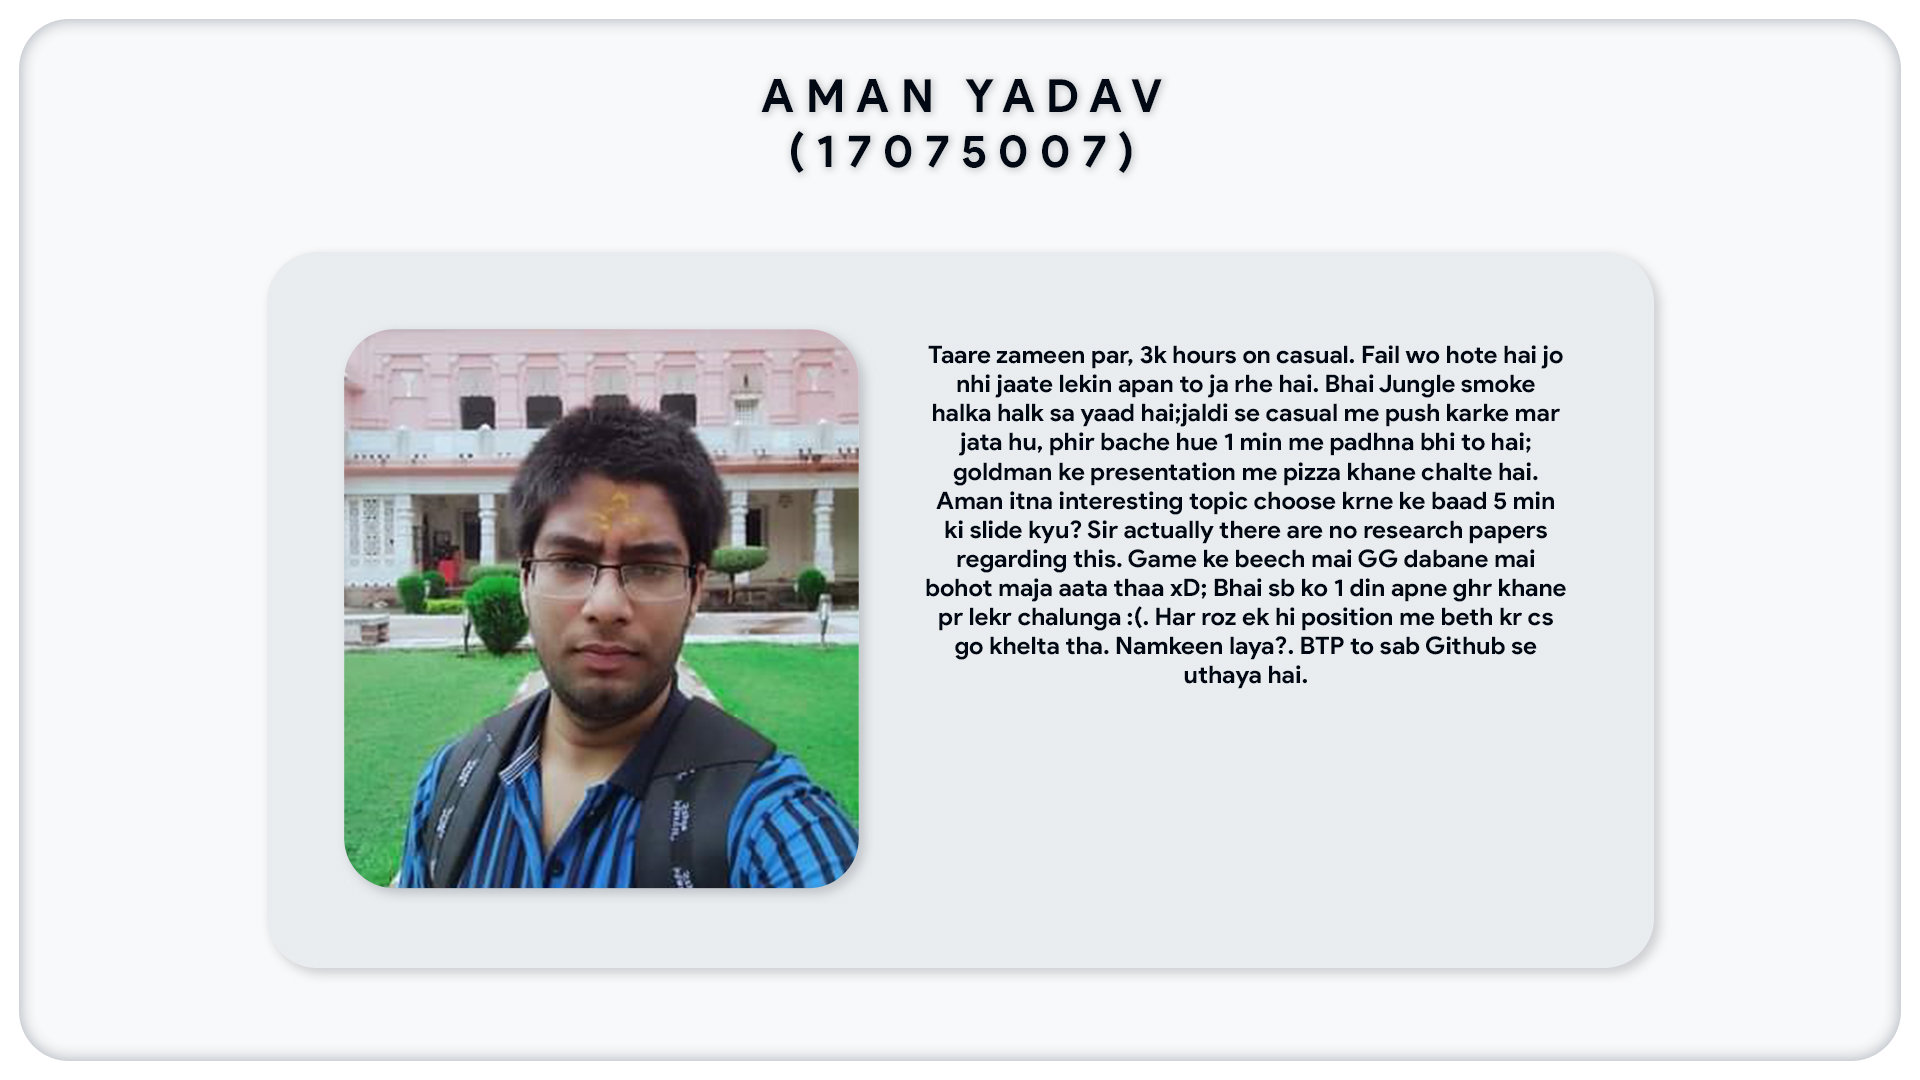 AMAN YADAV
(17075007)
Taare zameen par, 3k hours on casual. Fail wo hote hai jo
nhi jaate lekin apan to ja rhe hai. Bhai Jungle smoke
halka halk sa yaad hai;jaldi se casual me push karke mar
jata hu, phir bache hue 1 min me padhna bhi to hai;
goldman ke presentation me pizza khane chalte hai.
Aman itna interesting topic choose krne ke baad 5 min
ki slide kyu? Sir actually there are no research papers
regarding this. Game ke beech mai GG dabane mai
bohot maja aata thaa xD; Bhai sb ko 1 din apne ghr khane
pr lekr chalunga :(. Har roz ek hi position me beth kr cs
go khelta tha. Namkeen laya?. BTP to sab Github se
uthaya hai.